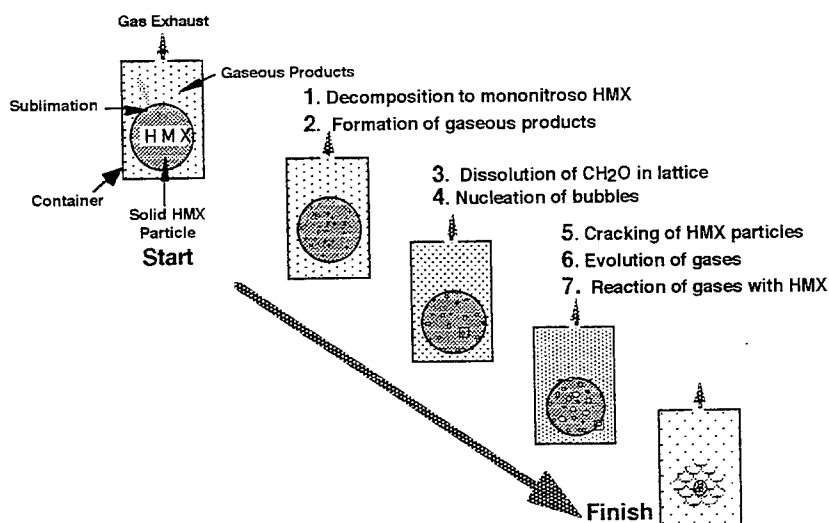 Gas Exhaust
Gaseous Products
Sublimation
HMX
Container
Solid HMX
Particle
Start
1. Decomposition to mononitroso HMX
2. Formation of gaseous products
3. Dissolution of CH2O in lattice
4. Nucleation of bubbles
5. Cracking of HMX particles
6. Evolution of gases
7. Reaction of gases with HMX
Finish